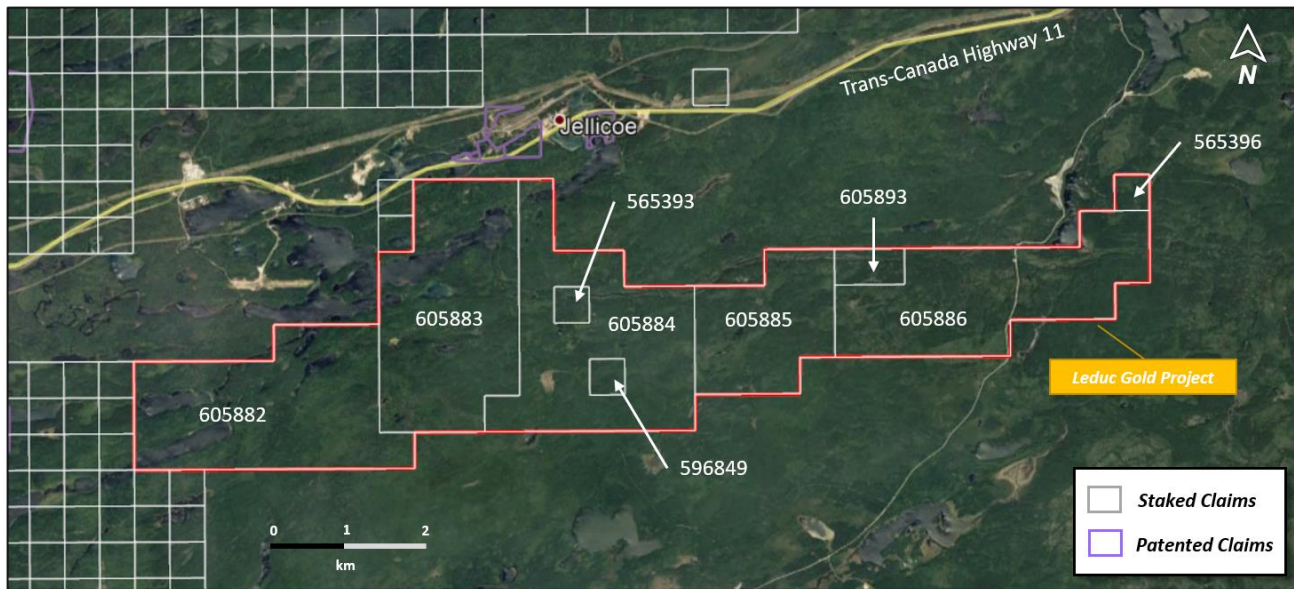 Trans-Canada Highway 11
N
Jellicoe
565396
565393
605893
605883
605884
605885
605886
Leduc Gold Project
605882
596849
0 1 2
km
Staked Claims
Patented Claims